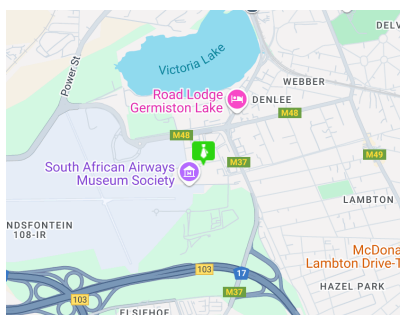 DELV
Victoria Lake
Power St
WEBBER
Road Lodge
Germiston Lake
DENLEE
M48
M48
M37
M49
South African Airways
Museum Society
LAMBTON
NDSFONTEIN
108-IR
McDona
Lambton Drive-T
103
17
HAZEL PARK
103
M37
ELSIEHOF